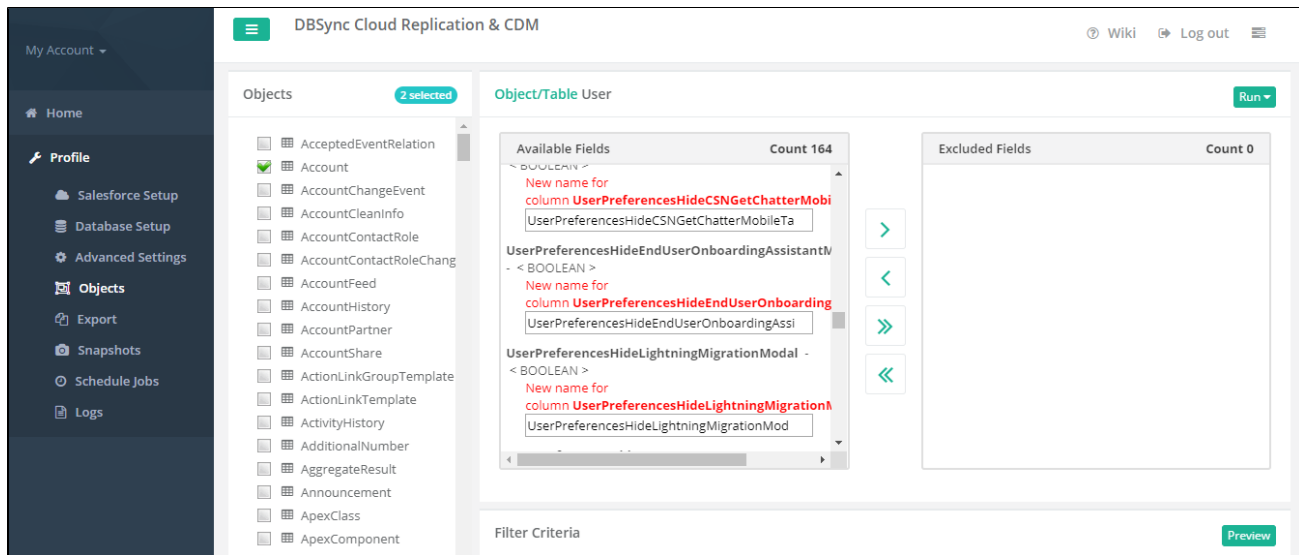 DBSync Cloud Replication & CDM
Wiki
Log out
My Account
Home
Profile
Salesforce Setup
Database Setup
Advanced Settings
Objects
Export
Snapshots
Schedule Jobs
Logs
Objects
2 selected
AcceptedEventRelation
Account
AccountChangeEvent
AccountCleanInfo
AccountContactRole
AccountContactRoleChang
AccountFeed
AccountHistory
AccountPartner
AccountShare
ActionLinkGroupTemplate
ActionLinkTemplate
ActivityHistory
AdditionalNumber
AggregateResult
Announcement
ApexClass
ApexComponent
Object/Table User
Run
Available Fields Count 164
< BOOLEAN >
New name for
column UserPreferencesHideCSNGetChatterMobi
UserPreferencesHideCSNGetChatterMobileTa
UserPreferencesHideEndUserOnboardingAssistantM
- < BOOLEAN >
New name for
column UserPreferencesHideEndUserOnboarding
UserPreferencesHideEndUserOnboardingAssi
UserPreferencesHideLightningMigrationModal -
< BOOLEAN >
New name for
column UserPreferencesHideLightningMigrationM
UserPreferencesHideLightningMigrationMod
Excluded Fields Count 0
Filter Criteria
Preview